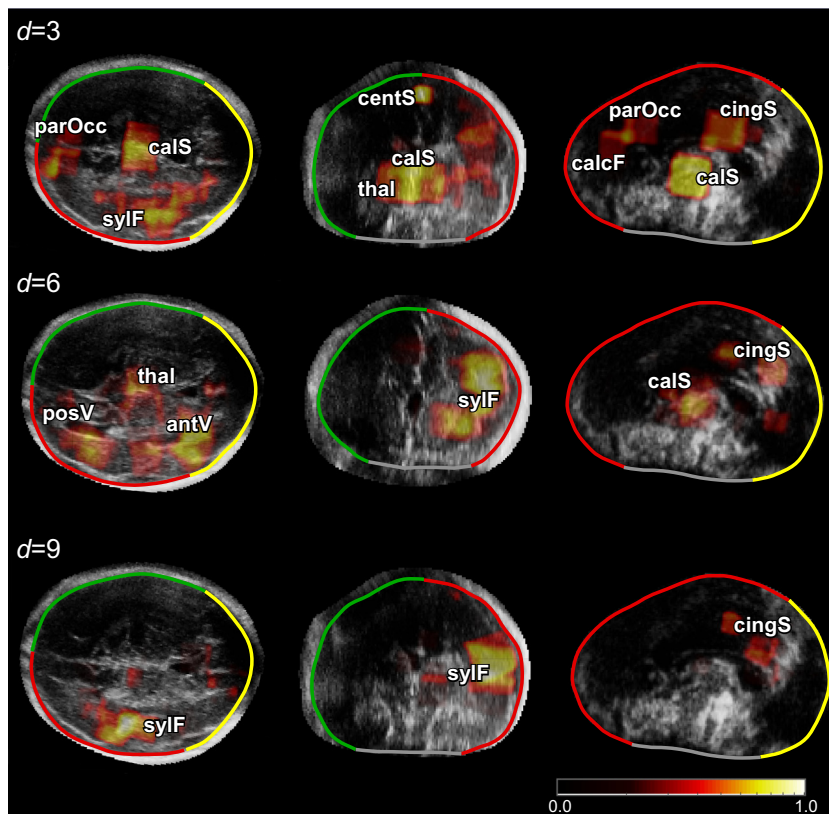 d=3
parOcc
calS
sylF
centS
calS
thal
parOcc
cingS
calcF
calS
d=6
thal
posV
antV
sylF
cingS
calS
d=9
sylF
sylF
cingS
0.0 1.0